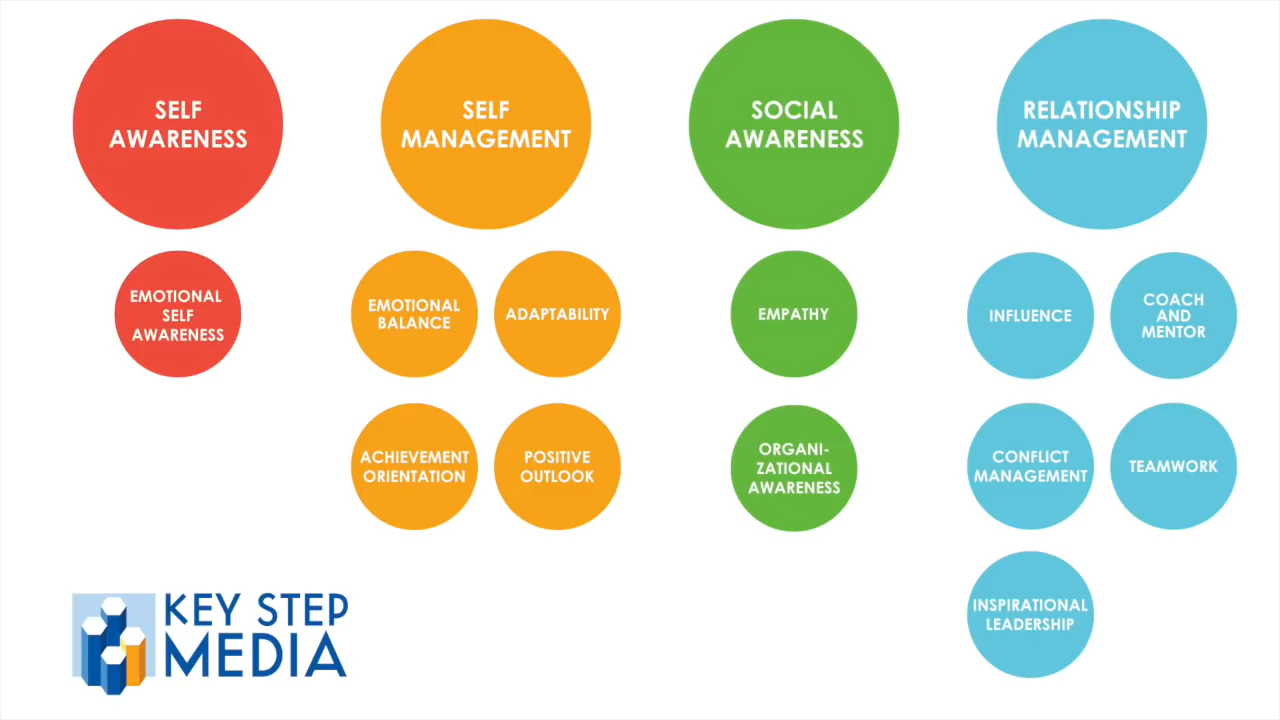 SELF
AWARENESS
SELF
MANAGEMENT
SOCIAL
AWARENESS
RELATIONSHIP
MANAGEMENT
EMOTIONAL
SELF
AWARENESS
EMOTIONAL
BALANCE
ADAPTABILITY
ACHIEVEMENT
ORIENTATION
POSITIVE
OUTLOOK
EMPATHY
ORGANI-
ZATIONAL
AWARENESS
INFLUENCE
COACH
AND
MENTOR
CONFLICT
MANAGEMENT
TEAMWORK
INSPIRATIONAL
LEADERSHIP
KEY STEP
MEDIA